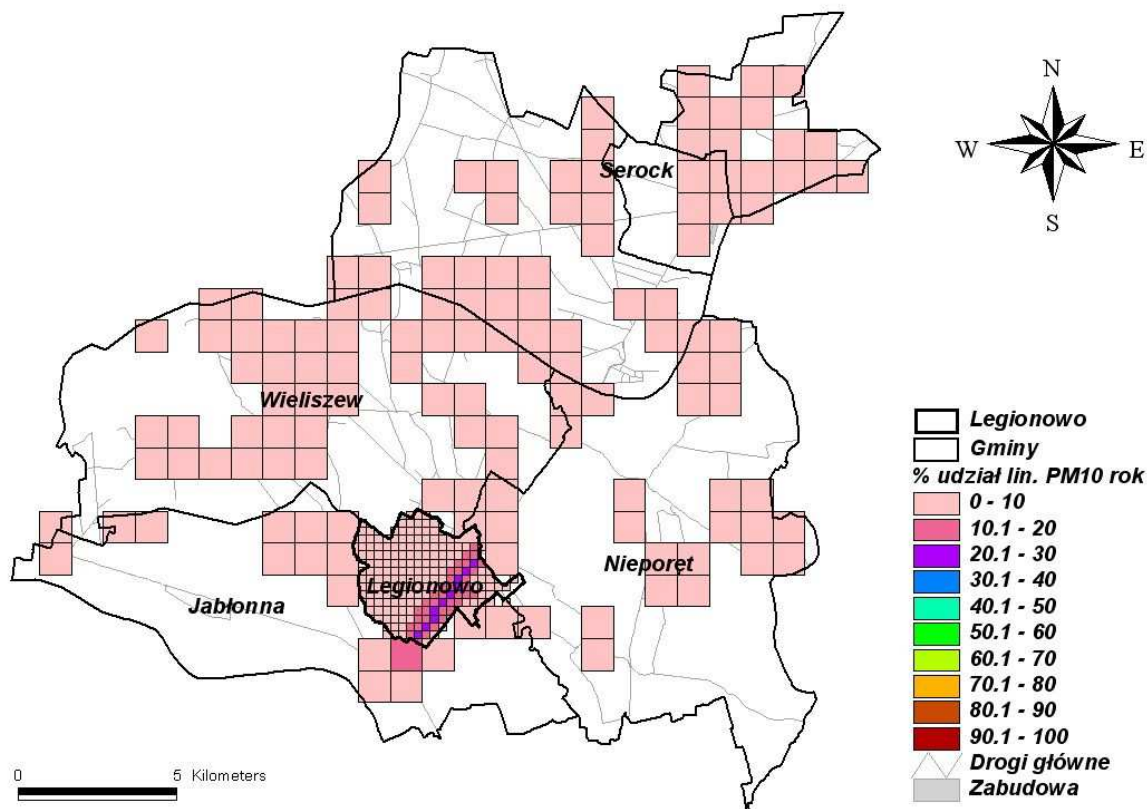 N
W E
S
Serock
Wieliszew
Legionowo
Nieporęt
Jabłonna
Legionowo
Gminy
% udział lin. PM10 rok
0 - 10
10.1 - 20
20.1 - 30
30.1 - 40
40.1 - 50
50.1 - 60
60.1 - 70
70.1 - 80
80.1 - 90
90.1 - 100
Drogi główne
Zabudowa
0 5 Kilometers